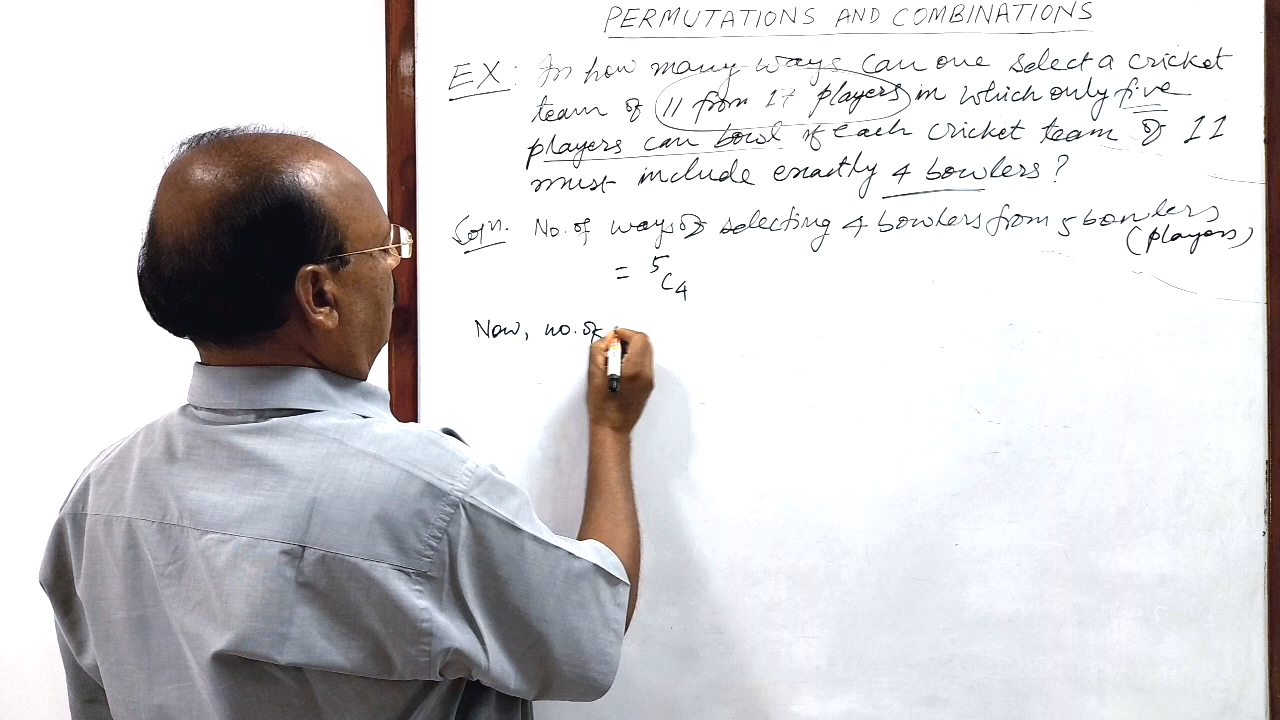 PERMUTATIONS AND COMBINATIONS
EX: In how many ways can one select a cricket
team of 11 from 17 players in which only five
players can bowl if each cricket team of 11
must include exactly 4 bowlers?
Soln. No. of ways of selecting 4 bowlers from 5 bowlers
(players)
= ⁵C₄
Now, no. of